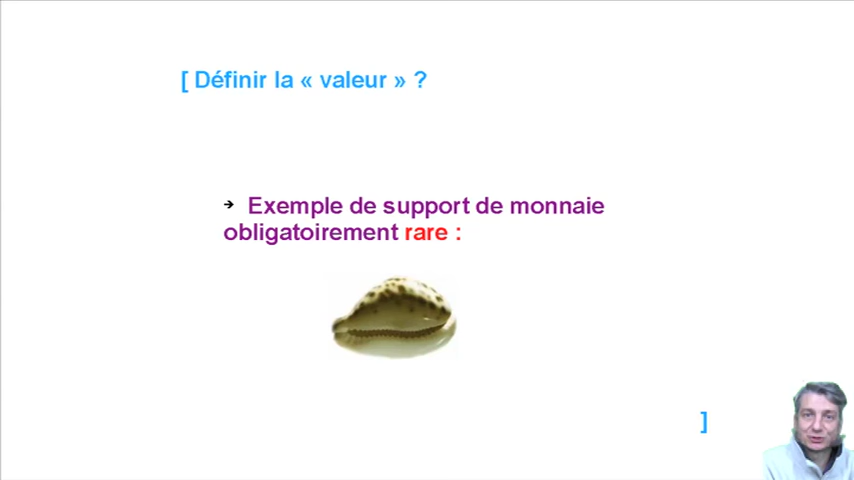 [ Définir la « valeur » ?
➔ Exemple de support de monnaie
obligatoirement rare :
]